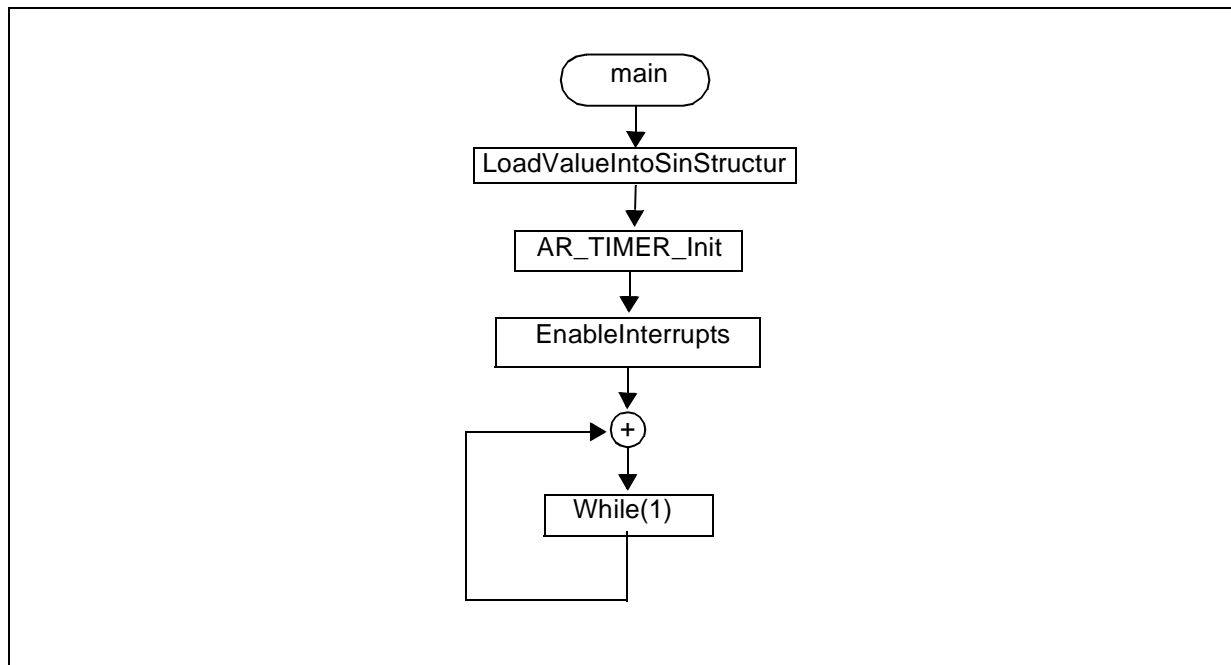 main
LoadValueIntoSinStructur
AR_TIMER_Init
EnableInterrupts
+
While(1)